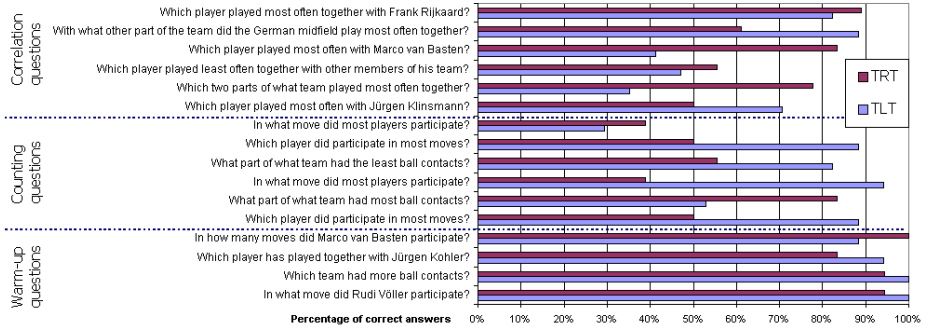 Correlation
questions
Which player played most often together with Frank Rijkaard?
With what other part of the team did the German midfield play most often together?
Which player played most often with Marco van Basten?
Which player played least often together with other members of his team?
Which two parts of what team played most often together?
Which player played most often with Jürgen Klinsmann?
TRT
TLT
Counting
questions
In what move did most players participate?
Which player did participate in most moves?
What part of what team had the least ball contacts?
In what move did most players participate?
What part of what team had most ball contacts?
Which player did participate in most moves?
Warm-up
questions
In how many moves did Marco van Basten participate?
Which player has played together with Jürgen Kohler?
Which team had more ball contacts?
In what move did Rudi Völler participate?
Percentage of correct answers
0% 10% 20% 30% 40% 50% 60% 70% 80% 90% 100%